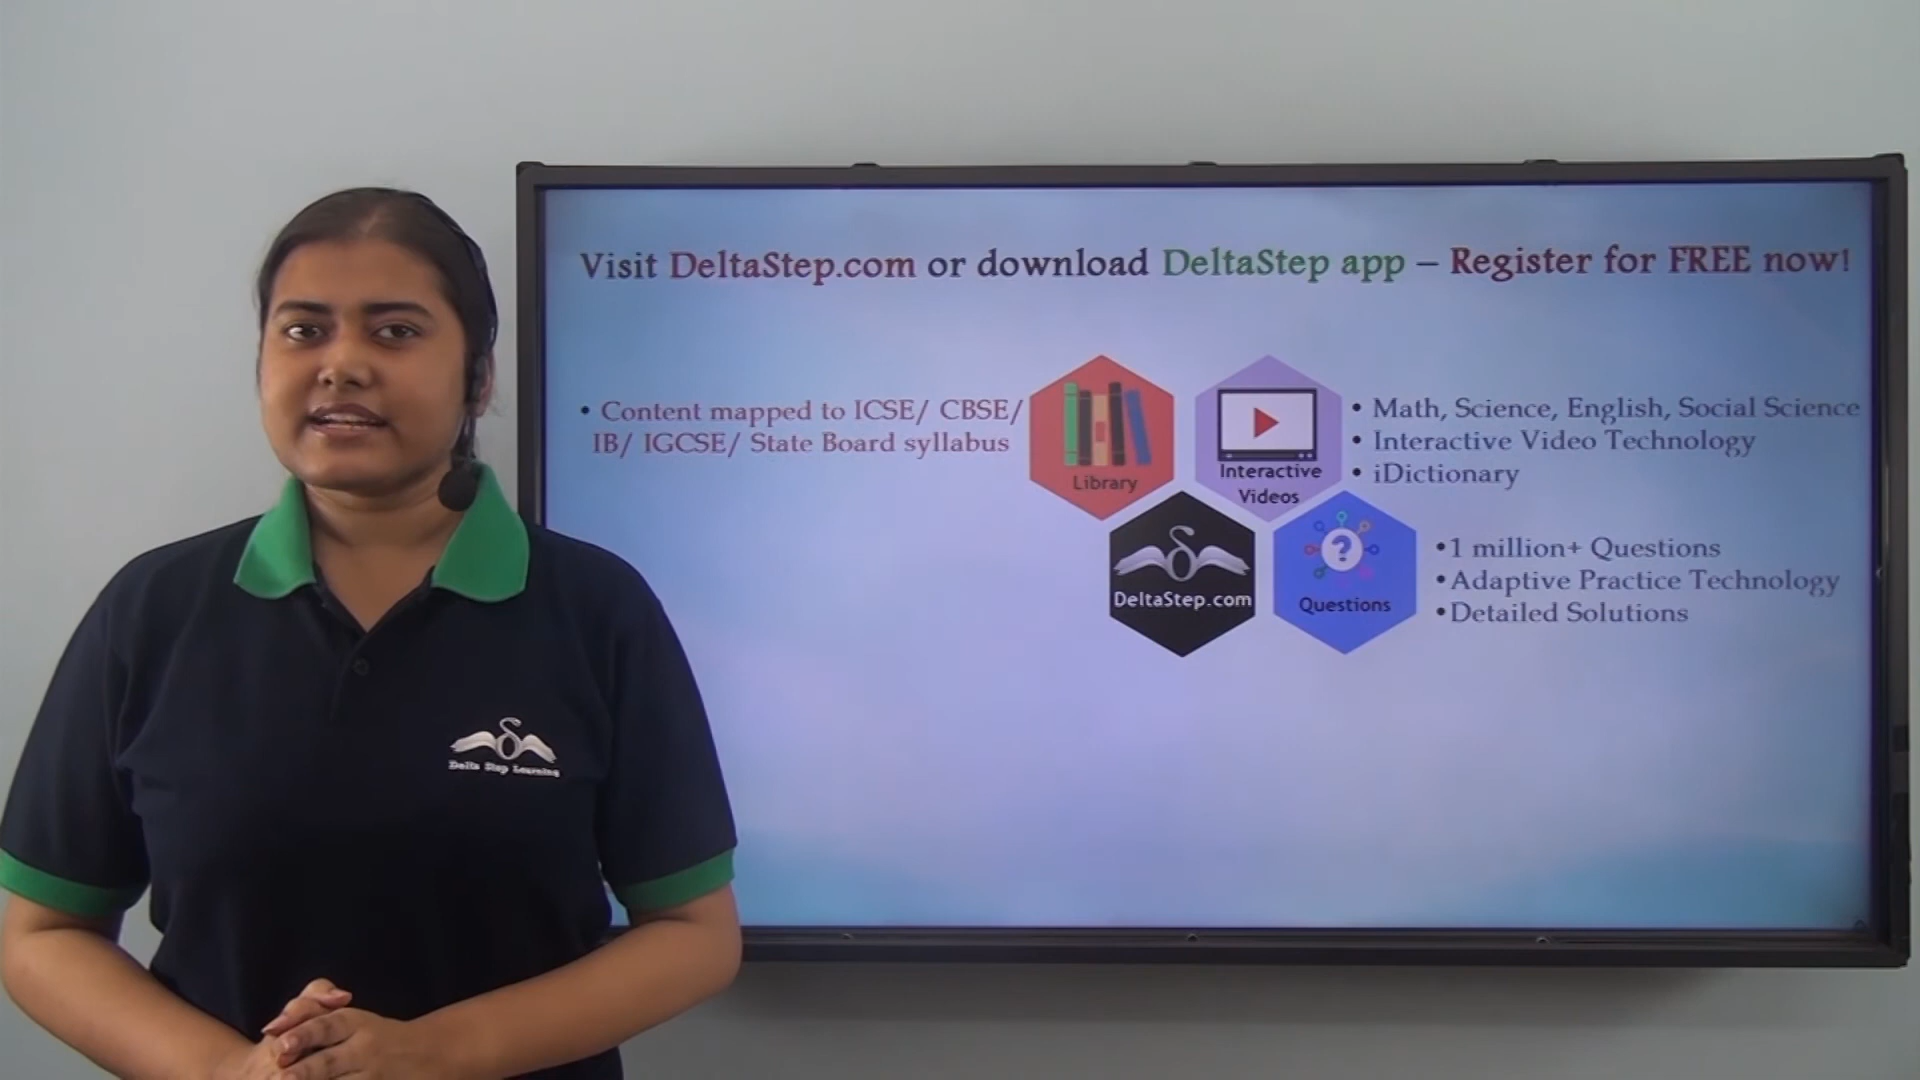 Visit DeltaStep.com or download DeltaStep app – Register for FREE now!
• Content mapped to ICSE/ CBSE/
IB/ IGCSE/ State Board syllabus
Library
Interactive
Videos
• Math, Science, English, Social Science
• Interactive Video Technology
• iDictionary
DeltaStep.com
Questions
•1 million+ Questions
•Adaptive Practice Technology
•Detailed Solutions
Delta Step Learning